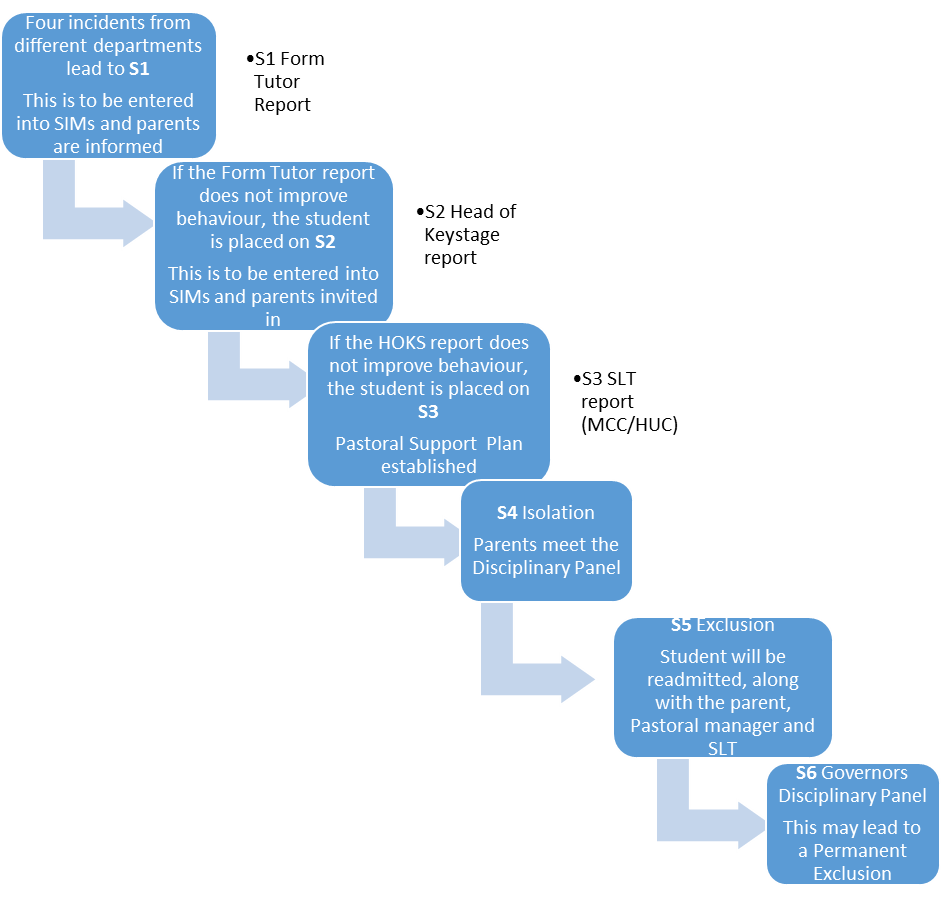 Four incidents from
different departments
lead to S1
This is to be entered
into SIMs and parents
are informed
•S1 Form
Tutor
Report
If the Form Tutor report
does not improve
behaviour, the student
is placed on S2
This is to be entered into
SIMs and parents invited
in
•S2 Head of
Keystage
report
If the HOKS report does
not improve behaviour,
the student is placed on
S3
Pastoral Support Plan
established
•S3 SLT
report
(MCC/HUC)
S4 Isolation
Parents meet the
Disciplinary Panel
S5 Exclusion
Student will be
readmitted, along
with the parent,
Pastoral manager and
SLT
S6 Governors
Disciplinary Panel
This may lead to
a Permanent
Exclusion